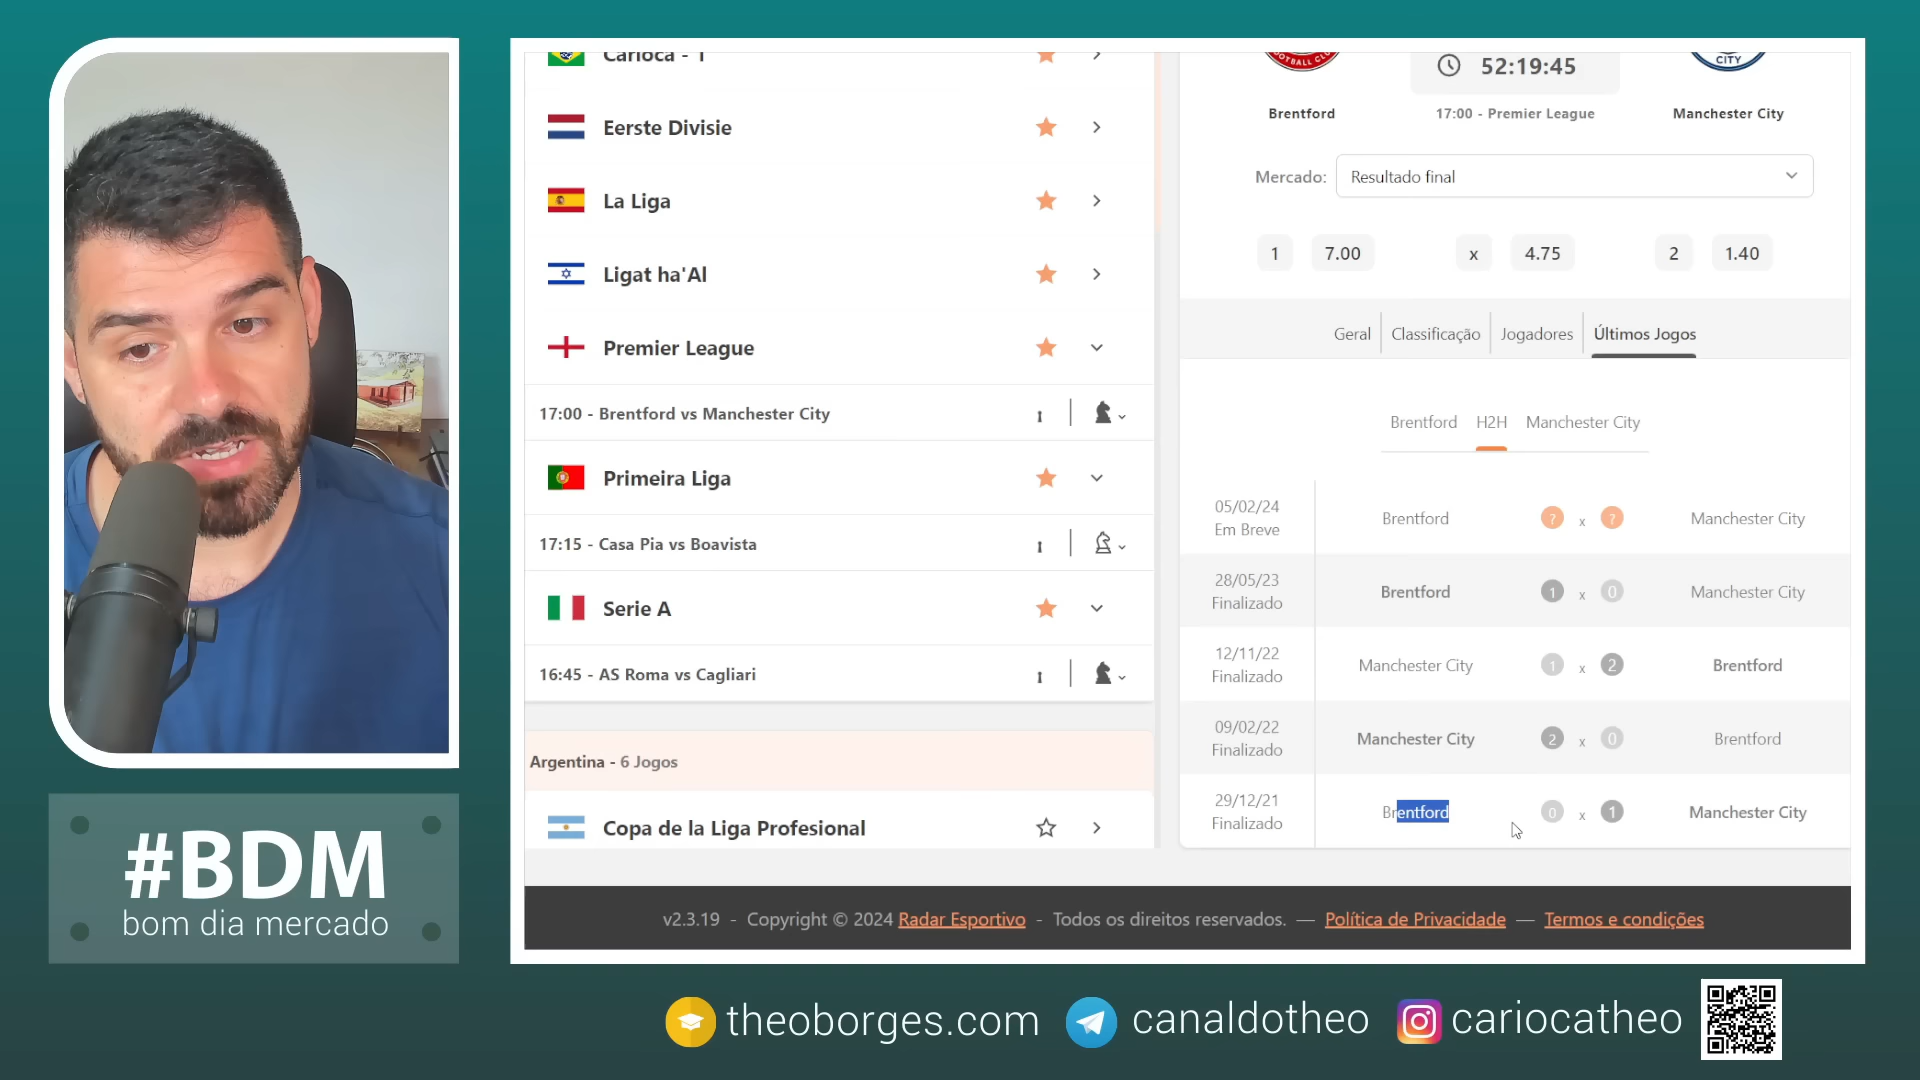 Carioca - 1
Eerste Divisie
La Liga
Ligat ha'Al
Premier League
17:00 - Brentford vs Manchester City
Primeira Liga
17:15 - Casa Pia vs Boavista
Serie A
16:45 - AS Roma vs Cagliari
Argentina - 6 Jogos
Copa de la Liga Profesional
CITY
52:19:45
Brentford
17:00 - Premier League
Manchester City
Mercado: Resultado final
1 7.00 x 4.75 2 1.40
Geral Classificação Jogadores Últimos Jogos
Brentford H2H Manchester City
05/02/24
Em Breve
Brentford ? x ? Manchester City
28/05/23
Finalizado
Brentford 1 x 0 Manchester City
12/11/22
Finalizado
Manchester City 1 x 2 Brentford
09/02/22
Finalizado
Manchester City 2 x 0 Brentford
29/12/21
Finalizado
Brentford 0 x 1 Manchester City
v2.3.19 - Copyright © 2024 Radar Esportivo - Todos os direitos reservados. — Política de Privacidade — Termos e condições
#BDM
bom dia mercado
theoborges.com canaldotheo cariocatheo